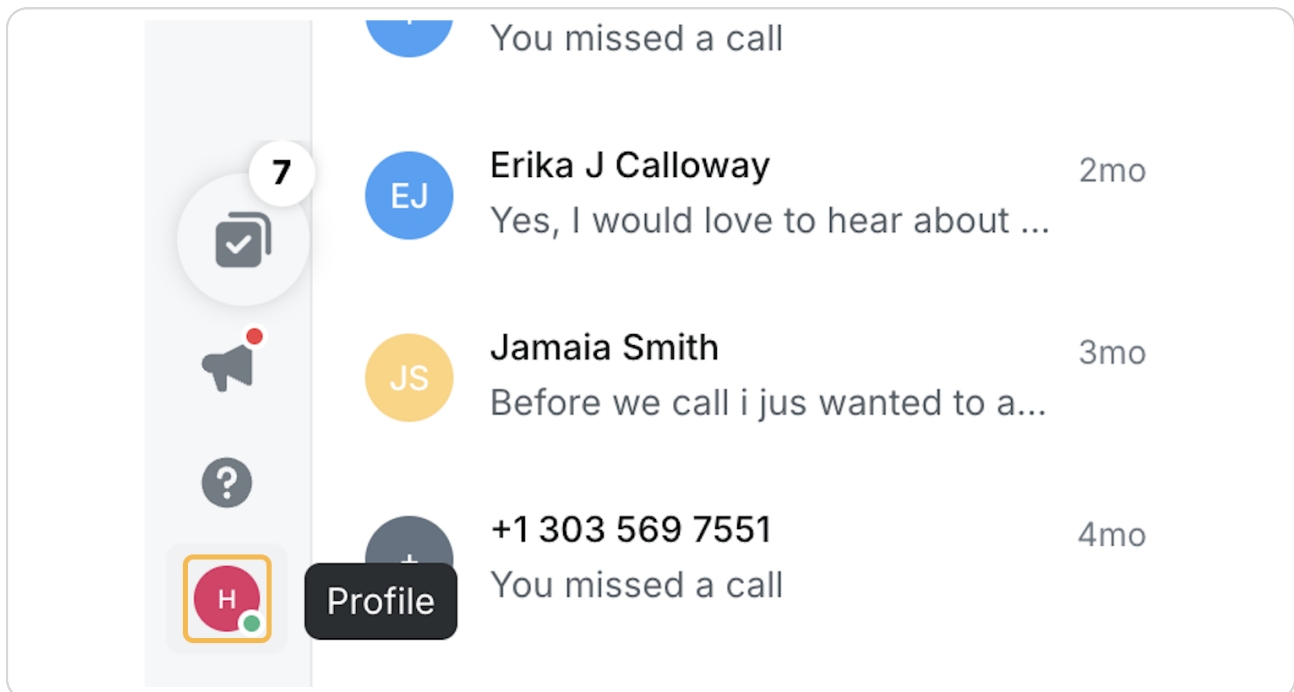 You missed a call
7
EJ
Erika J Calloway
2mo
Yes, I would love to hear about ...
JS
Jamaia Smith
3mo
Before we call i jus wanted to a...
?
+
+1 303 569 7551
4mo
You missed a call
H
Profile